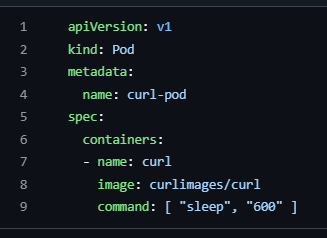 1 apiVersion: v1
2 kind: Pod
3 metadata:
4   name: curl-pod
5 spec:
6   containers:
7   - name: curl
8     image: curlimages/curl
9     command: [ "sleep", "600" ]